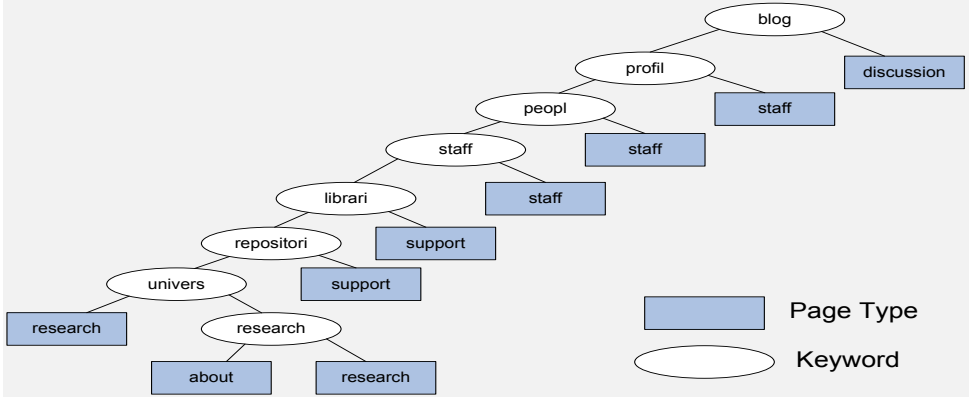 blog
profil
discussion
peopl
staff
staff
staff
librari
staff
repositori
support
univers
support
research
research
about
research
Page Type
Keyword